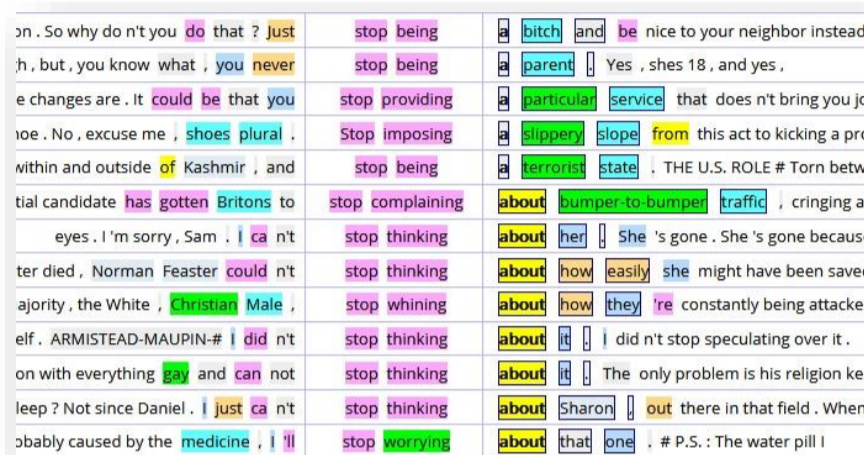 on . So why do n't you do that ? Just stop being a bitch and be nice to your neighbor instead
h , but , you know what , you never stop being a parent . Yes , shes 18 , and yes ,
e changes are . It could be that you stop providing a particular service that does n't bring you jo
noe . No , excuse me , shoes plural . Stop imposing a slippery slope from this act to kicking a pro
within and outside of Kashmir , and stop being a terrorist state . THE U.S. ROLE # Torn betw
tial candidate has gotten Britons to stop complaining about bumper-to-bumper traffic , cringing a
eyes . I 'm sorry , Sam . I ca n't stop thinking about her . She 's gone . She 's gone becaus
ter died , Norman Feaster could n't stop thinking about how easily she might have been save
ajority , the White , Christian Male , stop whining about how they 're constantly being attacke
elf . ARMISTEAD-MAUPIN-# I did n't stop thinking about it . I did n't stop speculating over it .
on with everything gay and can not stop thinking about it . The only problem is his religion ke
leep ? Not since Daniel . I just ca n't stop thinking about Sharon , out there in that field . When
obably caused by the medicine , I 'll stop worrying about that one . # P.S. : The water pill I